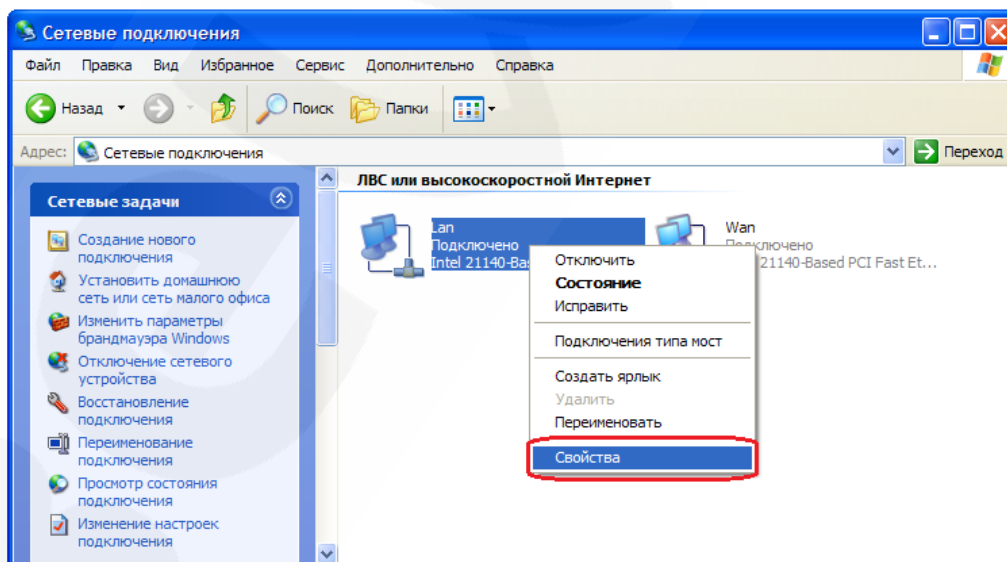 Сетевые подключения
Файл Правка Вид Избранное Сервис Дополнительно Справка
Назад Поиск Папки
Адрес: Сетевые подключения Переход
Сетевые задачи
Создание нового
подключения
Установить домашнюю
сеть или сеть малого офиса
Изменить параметры
брандмауэра Windows
Отключение сетевого
устройства
Восстановление
подключения
Переименование
подключения
Просмотр состояния
подключения
Изменение настроек
подключения
ЛВС или высокоскоростной Интернет
Lan
Подключено
Intel 21140-Bas
Wan
Подключено
21140-Based PCI Fast Et...
Отключить
Состояние
Исправить
Подключения типа мост
Создать ярлык
Удалить
Переименовать
Свойства